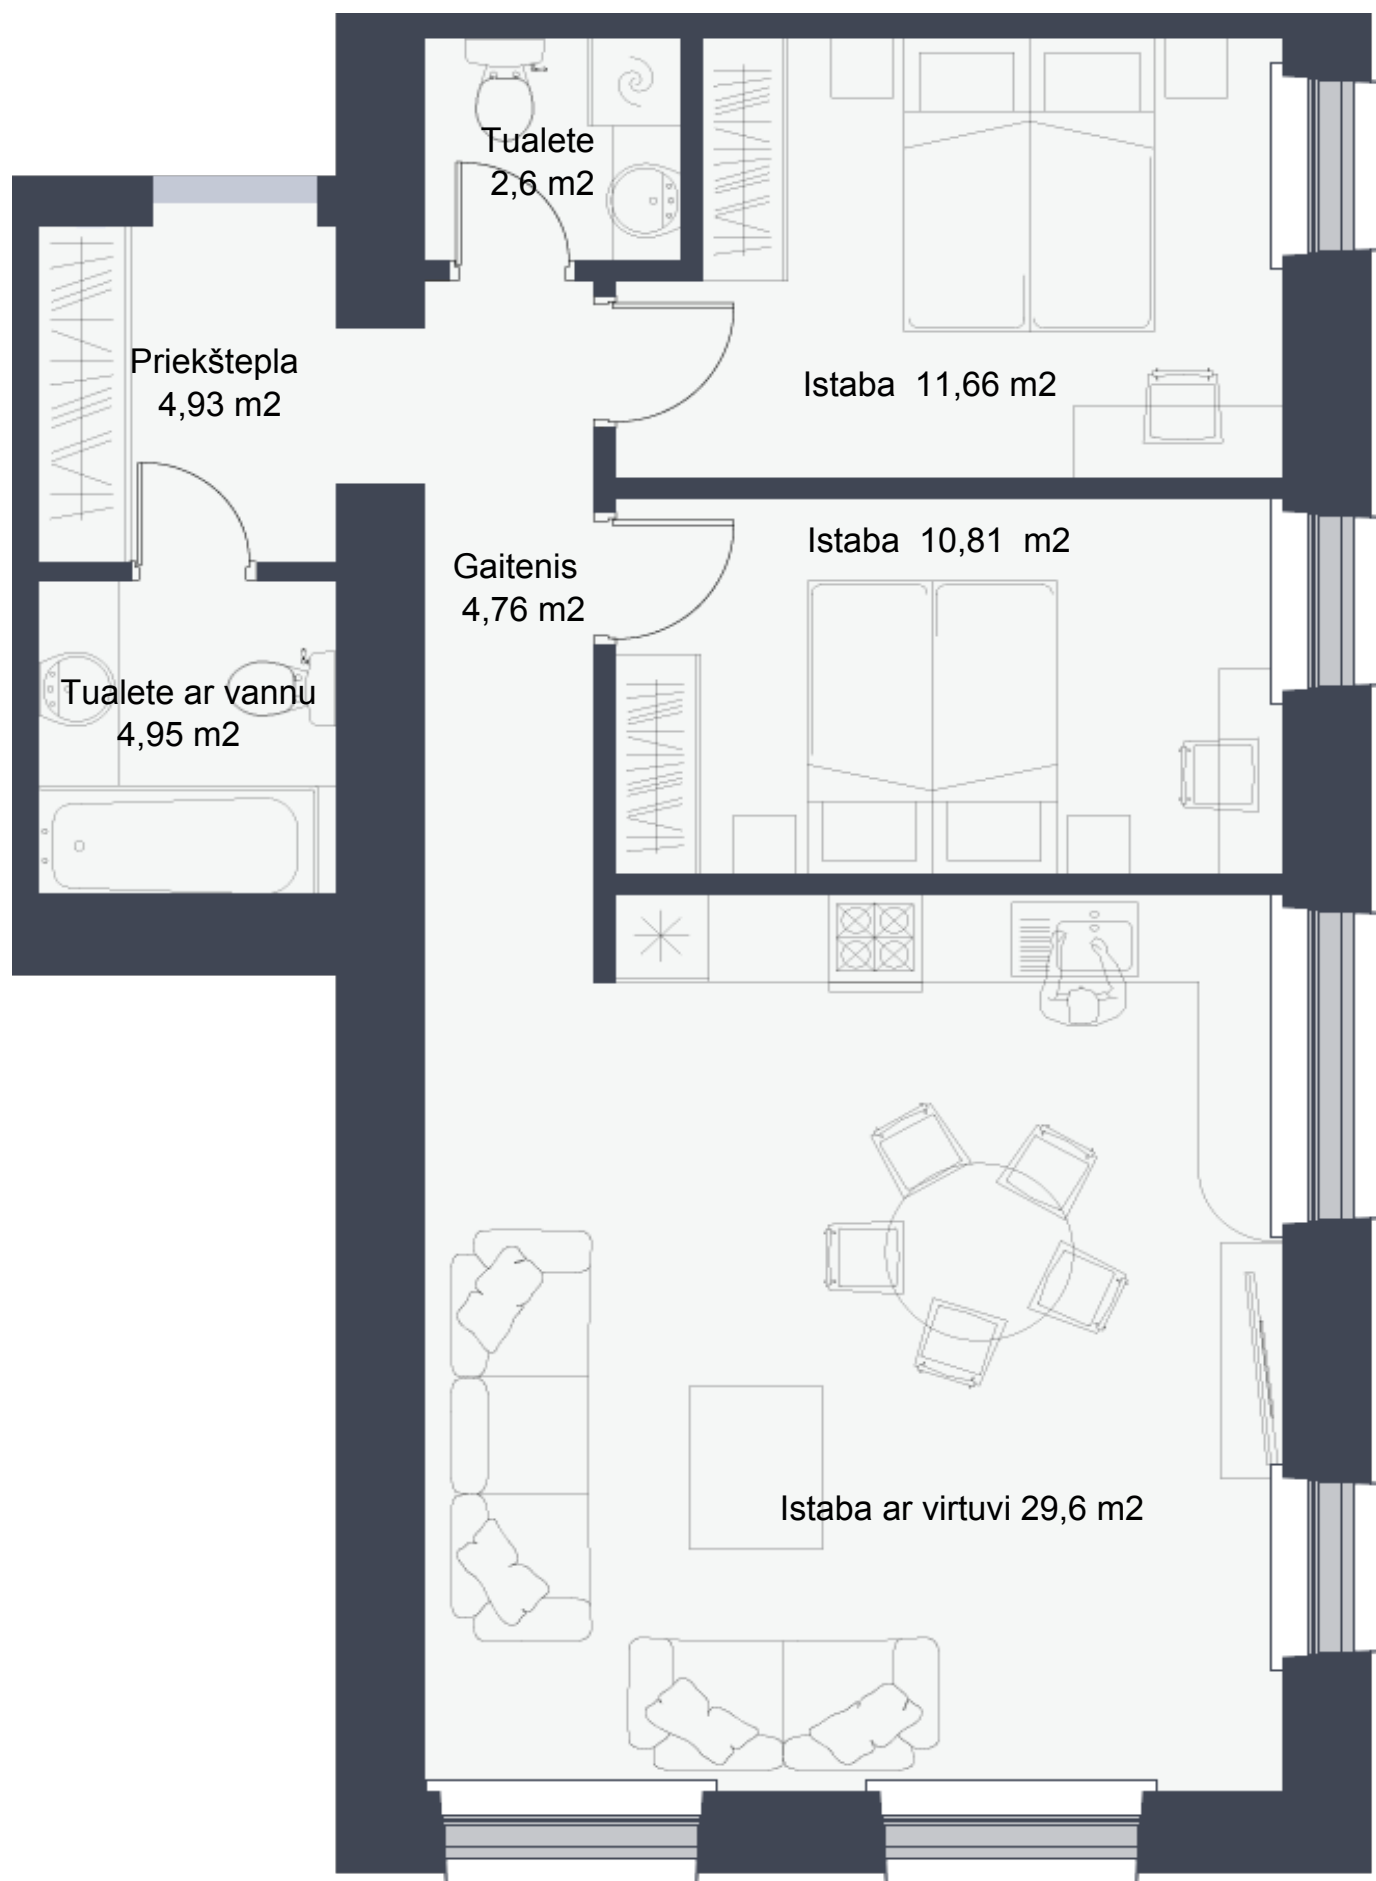 Tualete
2,6 m2
Priekštepla
4,93 m2
Istaba 11,66 m2
Istaba 10,81 m2
Gaitenis
4,76 m2
Tualete ar vannu
4,95 m2
Istaba ar virtuvi 29,6 m2